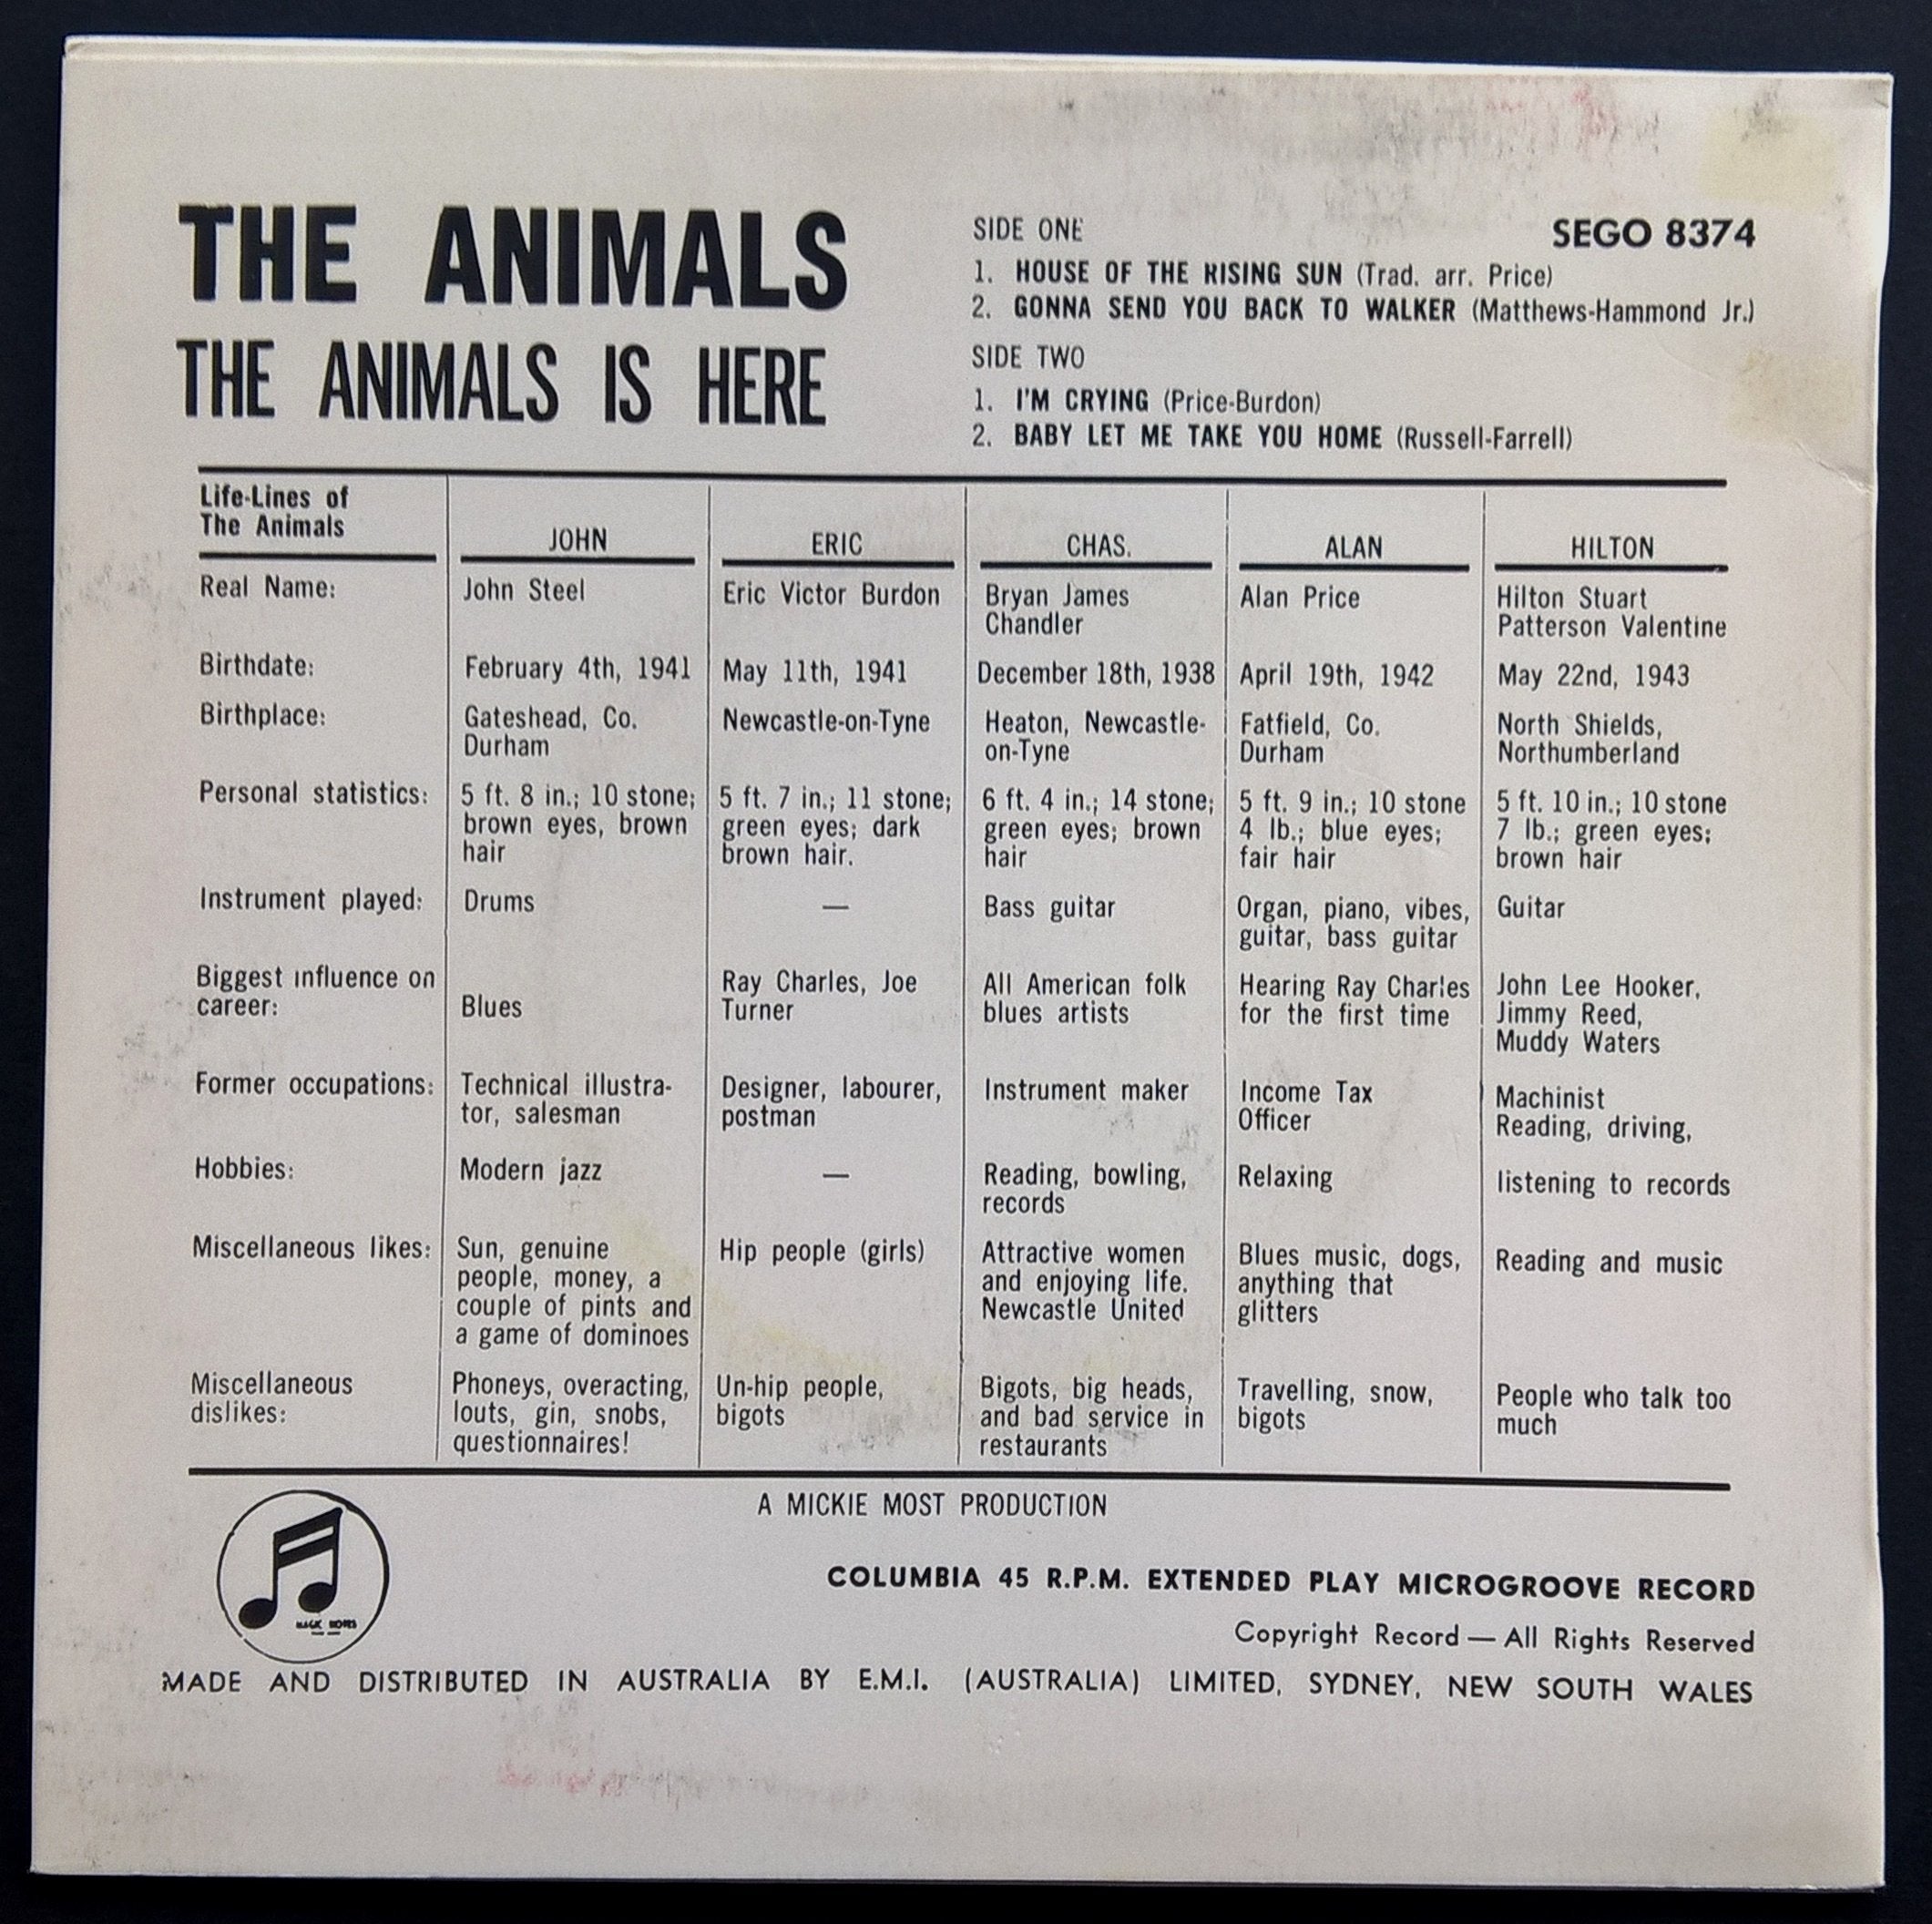 THE ANIMALS
THE ANIMALS IS HERE
SEGO 8374
SIDE ONE
1. HOUSE OF THE RISING SUN (Trad. arr. Price)
2. GONNA SEND YOU BACK TO WALKER (Matthews-Hammond Jr.)
SIDE TWO
1. I'M CRYING (Price-Burdon)
2. BABY LET ME TAKE YOU HOME (Russell-Farrell)
Life-Lines of
The Animals
JOHN
ERIC
CHAS.
ALAN
HILTON
Real Name:
John Steel
Eric Victor Burdon
Bryan James
Chandler
Alan Price
Hilton Stuart
Patterson Valentine
Birthdate:
February 4th, 1941
May 11th, 1941
December 18th, 1938
April 19th, 1942
May 22nd, 1943
Birthplace:
Gateshead, Co.
Durham
Newcastle-on-Tyne
Heaton, Newcastle-
on-Tyne
Fatfield, Co.
Durham
North Shields,
Northumberland
Personal statistics:
5 ft. 8 in.; 10 stone;
brown eyes, brown
hair
5 ft. 7 in.; 11 stone;
green eyes; dark
brown hair.
6 ft. 4 in.; 14 stone;
green eyes; brown
hair
5 ft. 9 in.; 10 stone
4 lb.; blue eyes;
fair hair
5 ft. 10 in.; 10 stone
7 lb.; green eyes;
brown hair
Instrument played:
Drums
—
Bass guitar
Organ, piano, vibes,
guitar, bass guitar
Guitar
Biggest influence on
career:
Blues
Ray Charles, Joe
Turner
All American folk
blues artists
Hearing Ray Charles
for the first time
John Lee Hooker,
Jimmy Reed,
Muddy Waters
Former occupations:
Technical illustra-
tor, salesman
Designer, labourer,
postman
Instrument maker
Income Tax
Officer
Machinist
Reading, driving,
Hobbies:
Modern jazz
—
Reading, bowling,
records
Relaxing
listening to records
Miscellaneous likes:
Sun, genuine
people, money, a
couple of pints and
a game of dominoes
Hip people (girls)
Attractive women
and enjoying life.
Newcastle United
Blues music, dogs,
anything that
glitters
Reading and music
Miscellaneous
dislikes:
Phoneys, overacting,
louts, gin, snobs,
questionnaires!
Un-hip people,
bigots
Bigots, big heads,
and bad service in
restaurants
Travelling, snow,
bigots
People who talk too
much
A MICKIE MOST PRODUCTION
MAGIC NOTES
COLUMBIA 45 R.P.M. EXTENDED PLAY MICROGROOVE RECORD
Copyright Record — All Rights Reserved
MADE AND DISTRIBUTED IN AUSTRALIA BY E.M.I. (AUSTRALIA) LIMITED, SYDNEY, NEW SOUTH WALES